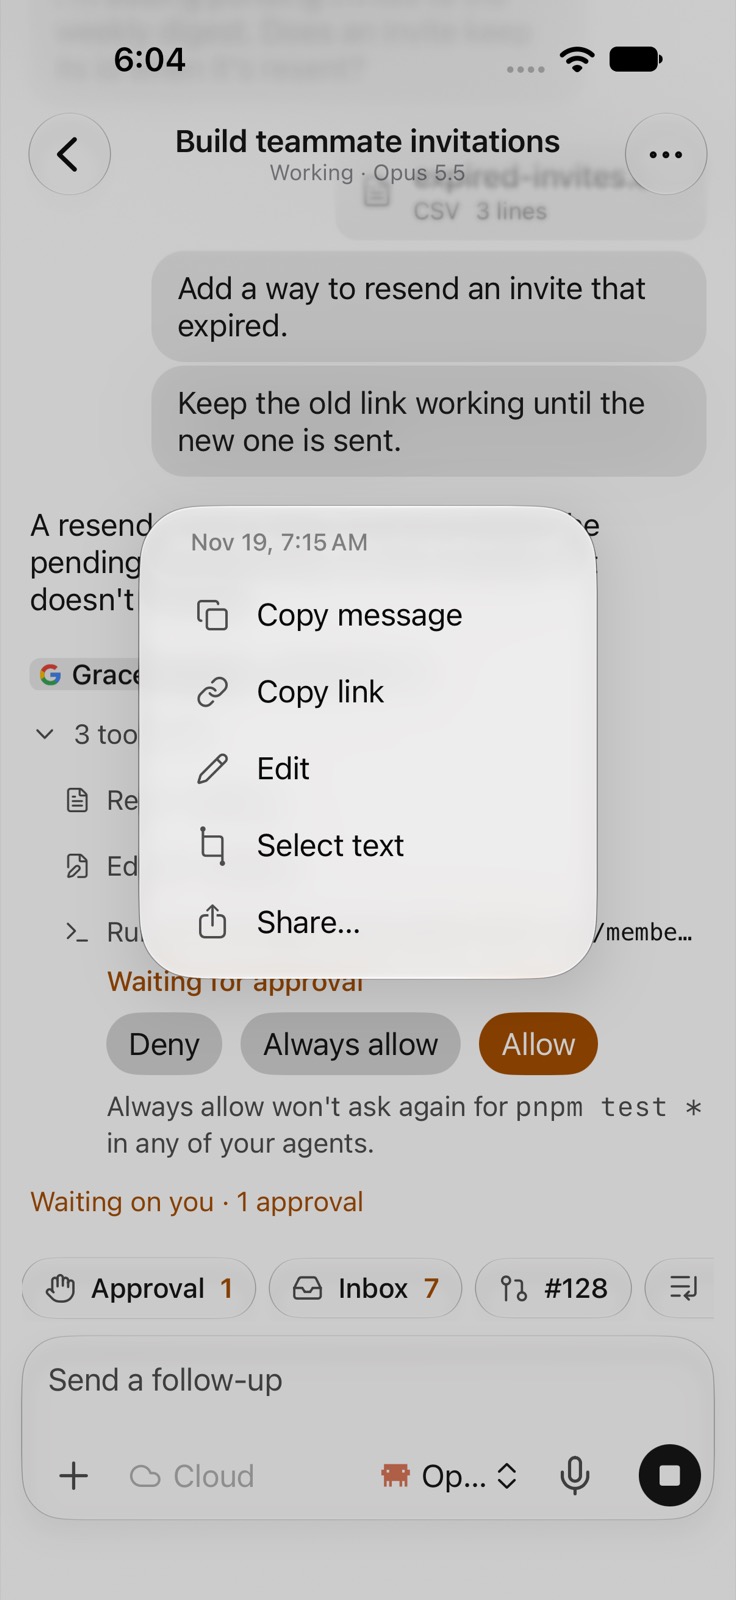 6:04
Build teammate invitations
Working · Opus 5.5
expired-invites...
CSV 3 lines
Add a way to resend an invite that
expired.
Keep the old link working until the
new one is sent.
A resend
pending
doesn't
Nov 19, 7:15 AM
Copy message
Copy link
Edit
Select text
Share...
Grace
3 too
Re
Ed
Ru
/membe…
Waiting for approval
Deny
Always allow
Allow
Always allow won't ask again for pnpm test *
in any of your agents.
Waiting on you · 1 approval
Approval 1
Inbox 7
#128
Send a follow-up
Cloud
Op...